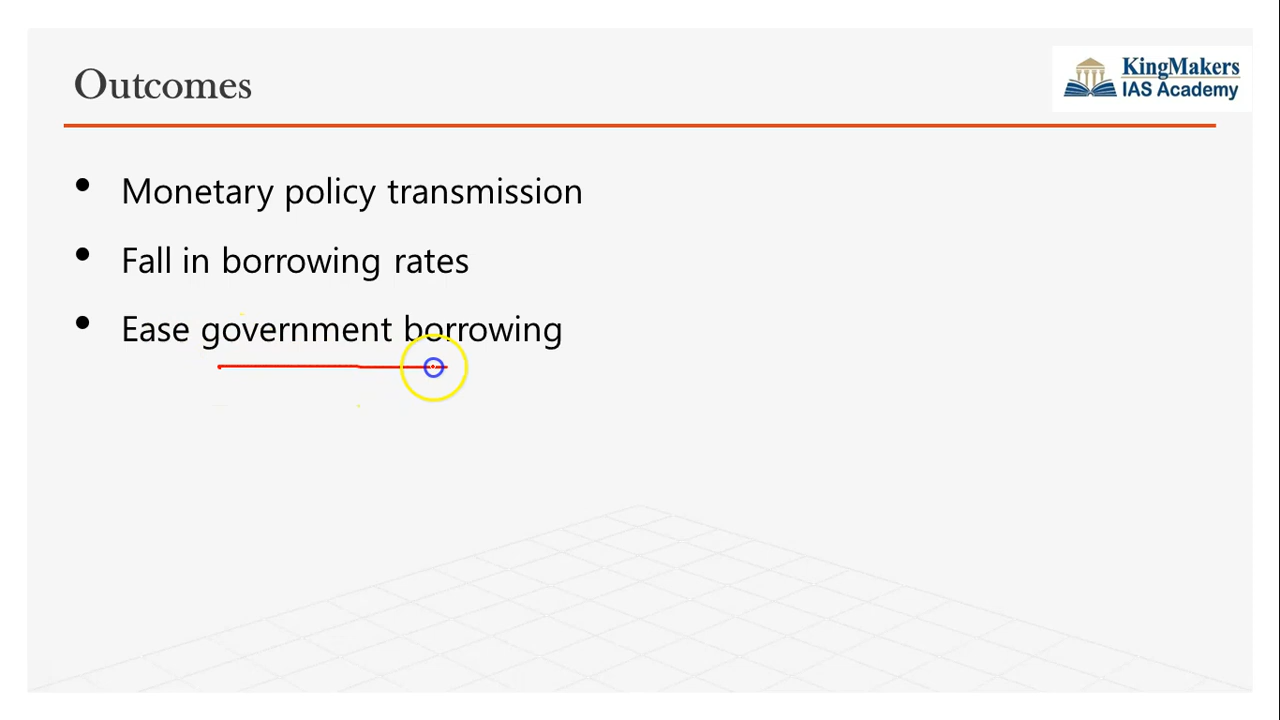 Outcomes
KingMakers
IAS Academy
• Monetary policy transmission
• Fall in borrowing rates
• Ease government borrowing